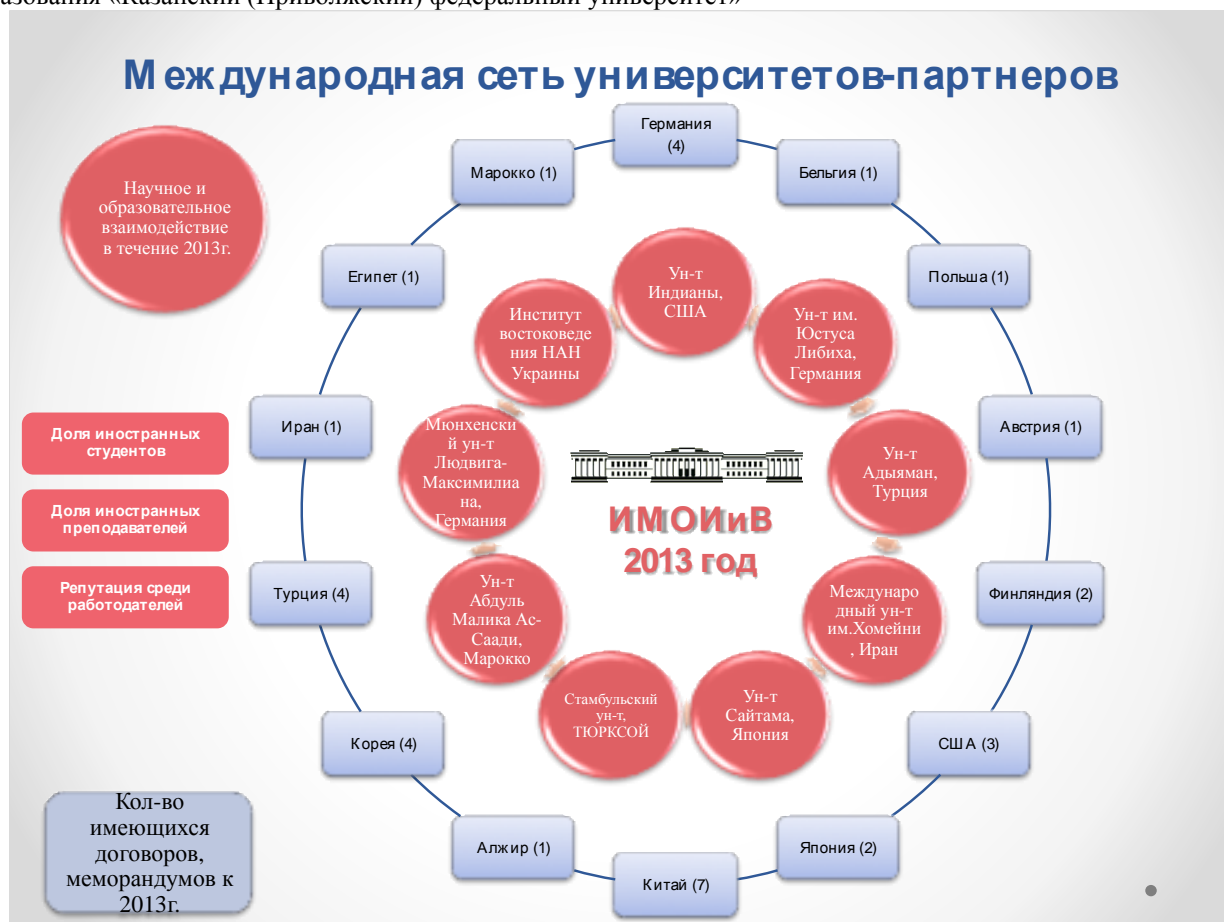 «Казанский (Приволжский) федеральный университет»
Международная сеть университетов-партнеров
Научное и
образовательное
взаимодействие
в течение 2013г.
Германия
(4)
Бельгия (1)
Польша (1)
Австрия (1)
Финляндия (2)
США (3)
Япония (2)
Китай (7)
Алжир (1)
Корея (4)
Турция (4)
Иран (1)
Египет (1)
Марокко (1)
Ун-т
Индианы,
США
Ун-т им.
Юстуса
Либиха,
Германия
Ун-т
Адыяман,
Турция
Международ
ный ун-т
им.Хомейни
, Иран
Ун-т
Сайтама,
Япония
Стамбульский
ун-т,
ТЮРКСОЙ
Ун-т
Абдуль
Малика Ас-
Саади,
Марокко
Мюнхенски
й ун-т
Людвига-
Максимилиа
на,
Германия
Институт
востоковеде
ния НАН
Украины
ИМОИиВ
2013 год
Доля иностранных
студентов
Доля иностранных
преподавателей
Репутация среди
работодателей
Кол-во
имеющихся
договоров,
меморандумов к
2013г.